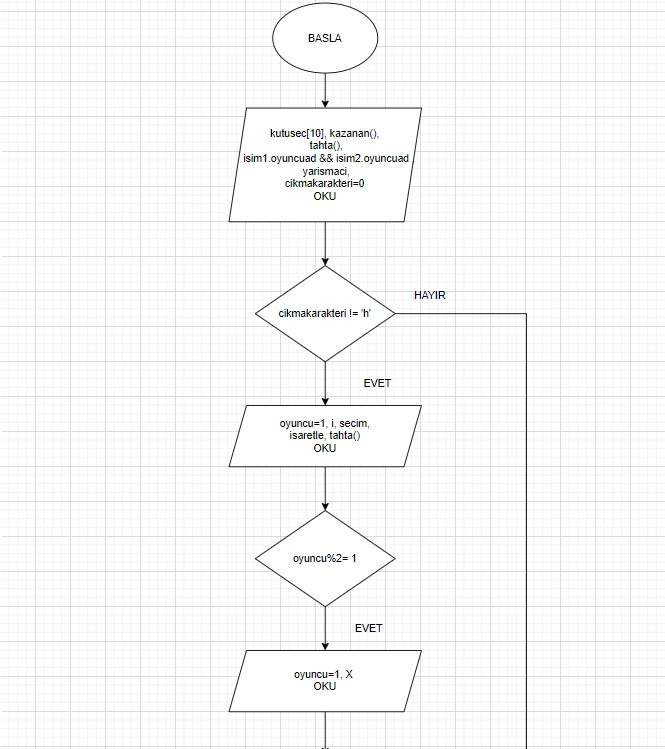 BASLA
kutusec[10], kazanan(),
tahta(),
isim1.oyuncuad && isim2.oyuncuad
yarismaci,
cikmakarakteri=0
OKU
HAYIR
cikmakarakteri != 'h'
EVET
oyuncu=1, i, secim,
isaretle, tahta()
OKU
oyuncu%2= 1
EVET
oyuncu=1, X
OKU